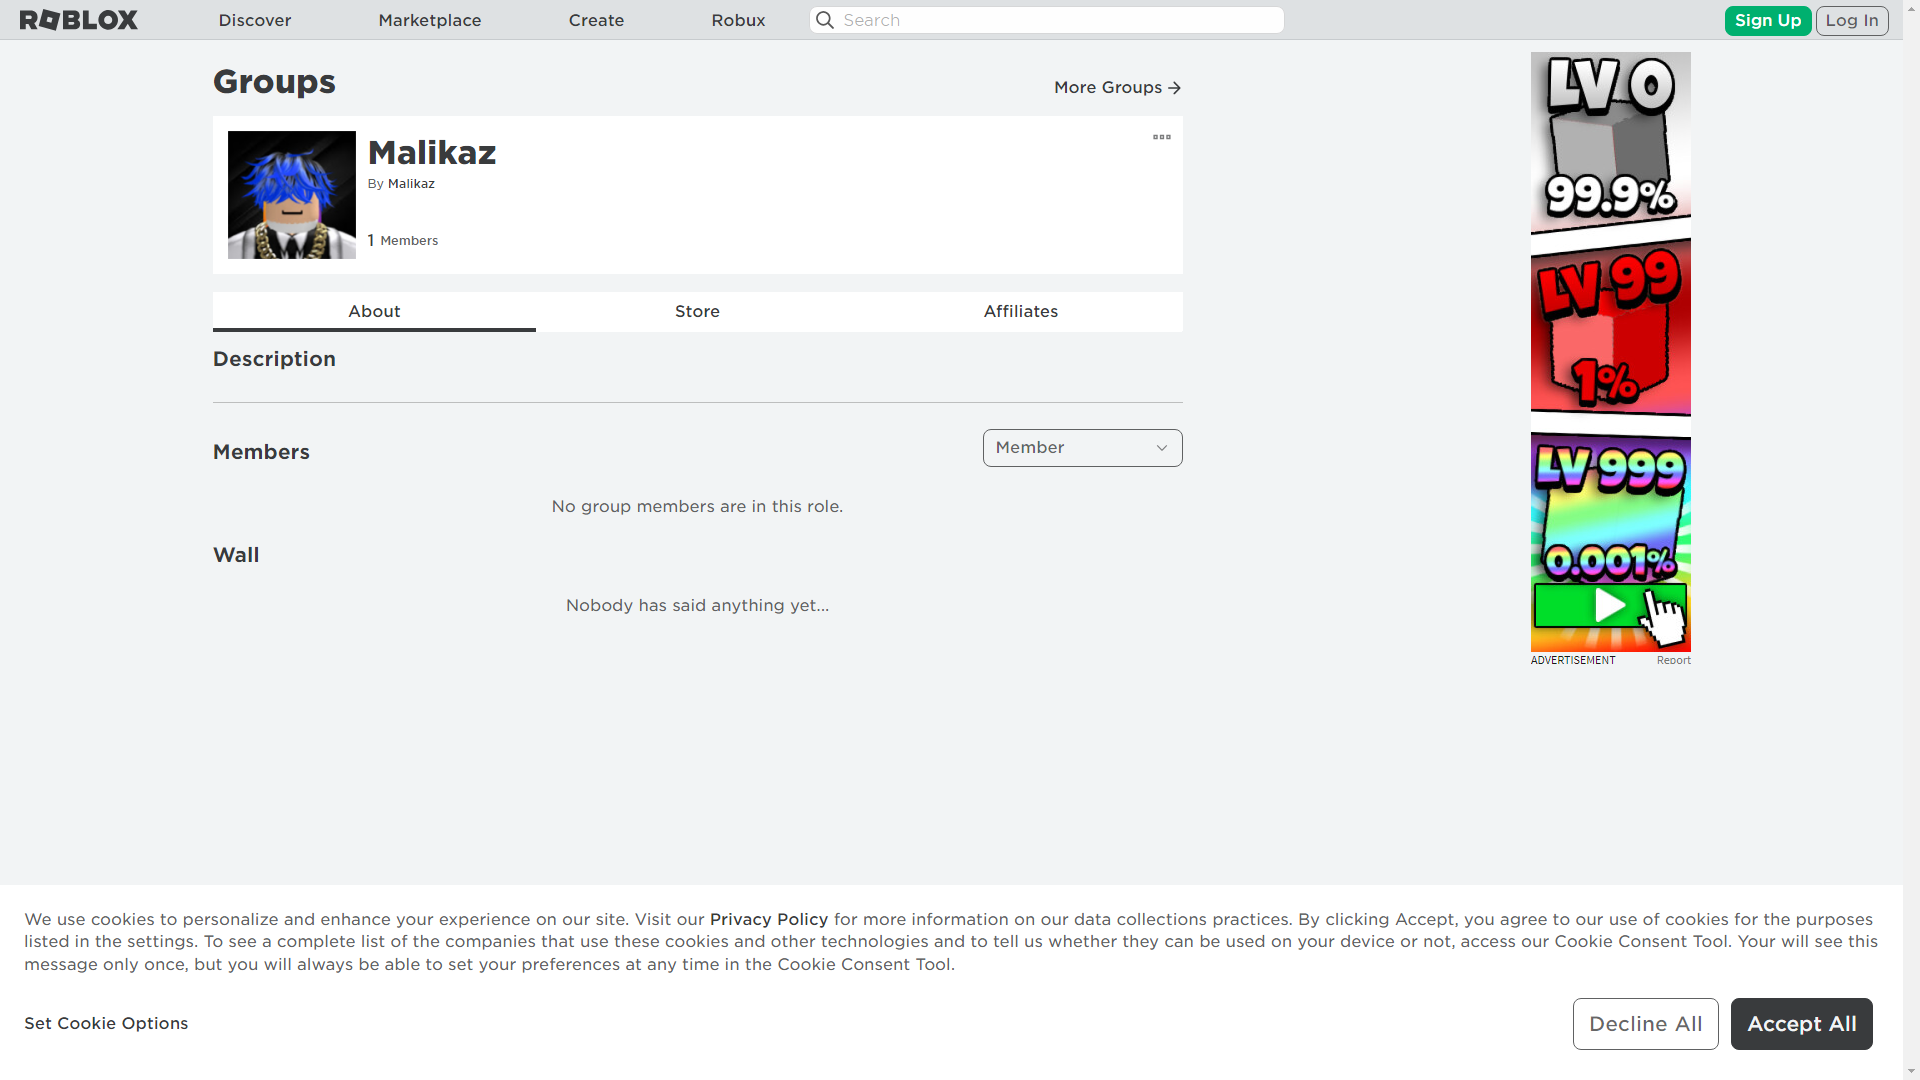 ROBLOX
Discover
Marketplace
Create
Robux
Search
Sign Up
Log In
Groups
More Groups
Malikaz
By Malikaz
1 Members
About
Store
Affiliates
Description
Members
Member
No group members are in this role.
Wall
Nobody has said anything yet...
LV 0
99.9%
LV 99
1%
LV 999
0.001%
ADVERTISEMENT
Report
We use cookies to personalize and enhance your experience on our site. Visit our Privacy Policy for more information on our data collections practices. By clicking Accept, you agree to our use of cookies for the purposes
listed in the settings. To see a complete list of the companies that use these cookies and other technologies and to tell us whether they can be used on your device or not, access our Cookie Consent Tool. Your will see this
message only once, but you will always be able to set your preferences at any time in the Cookie Consent Tool.
Set Cookie Options
Decline All
Accept All